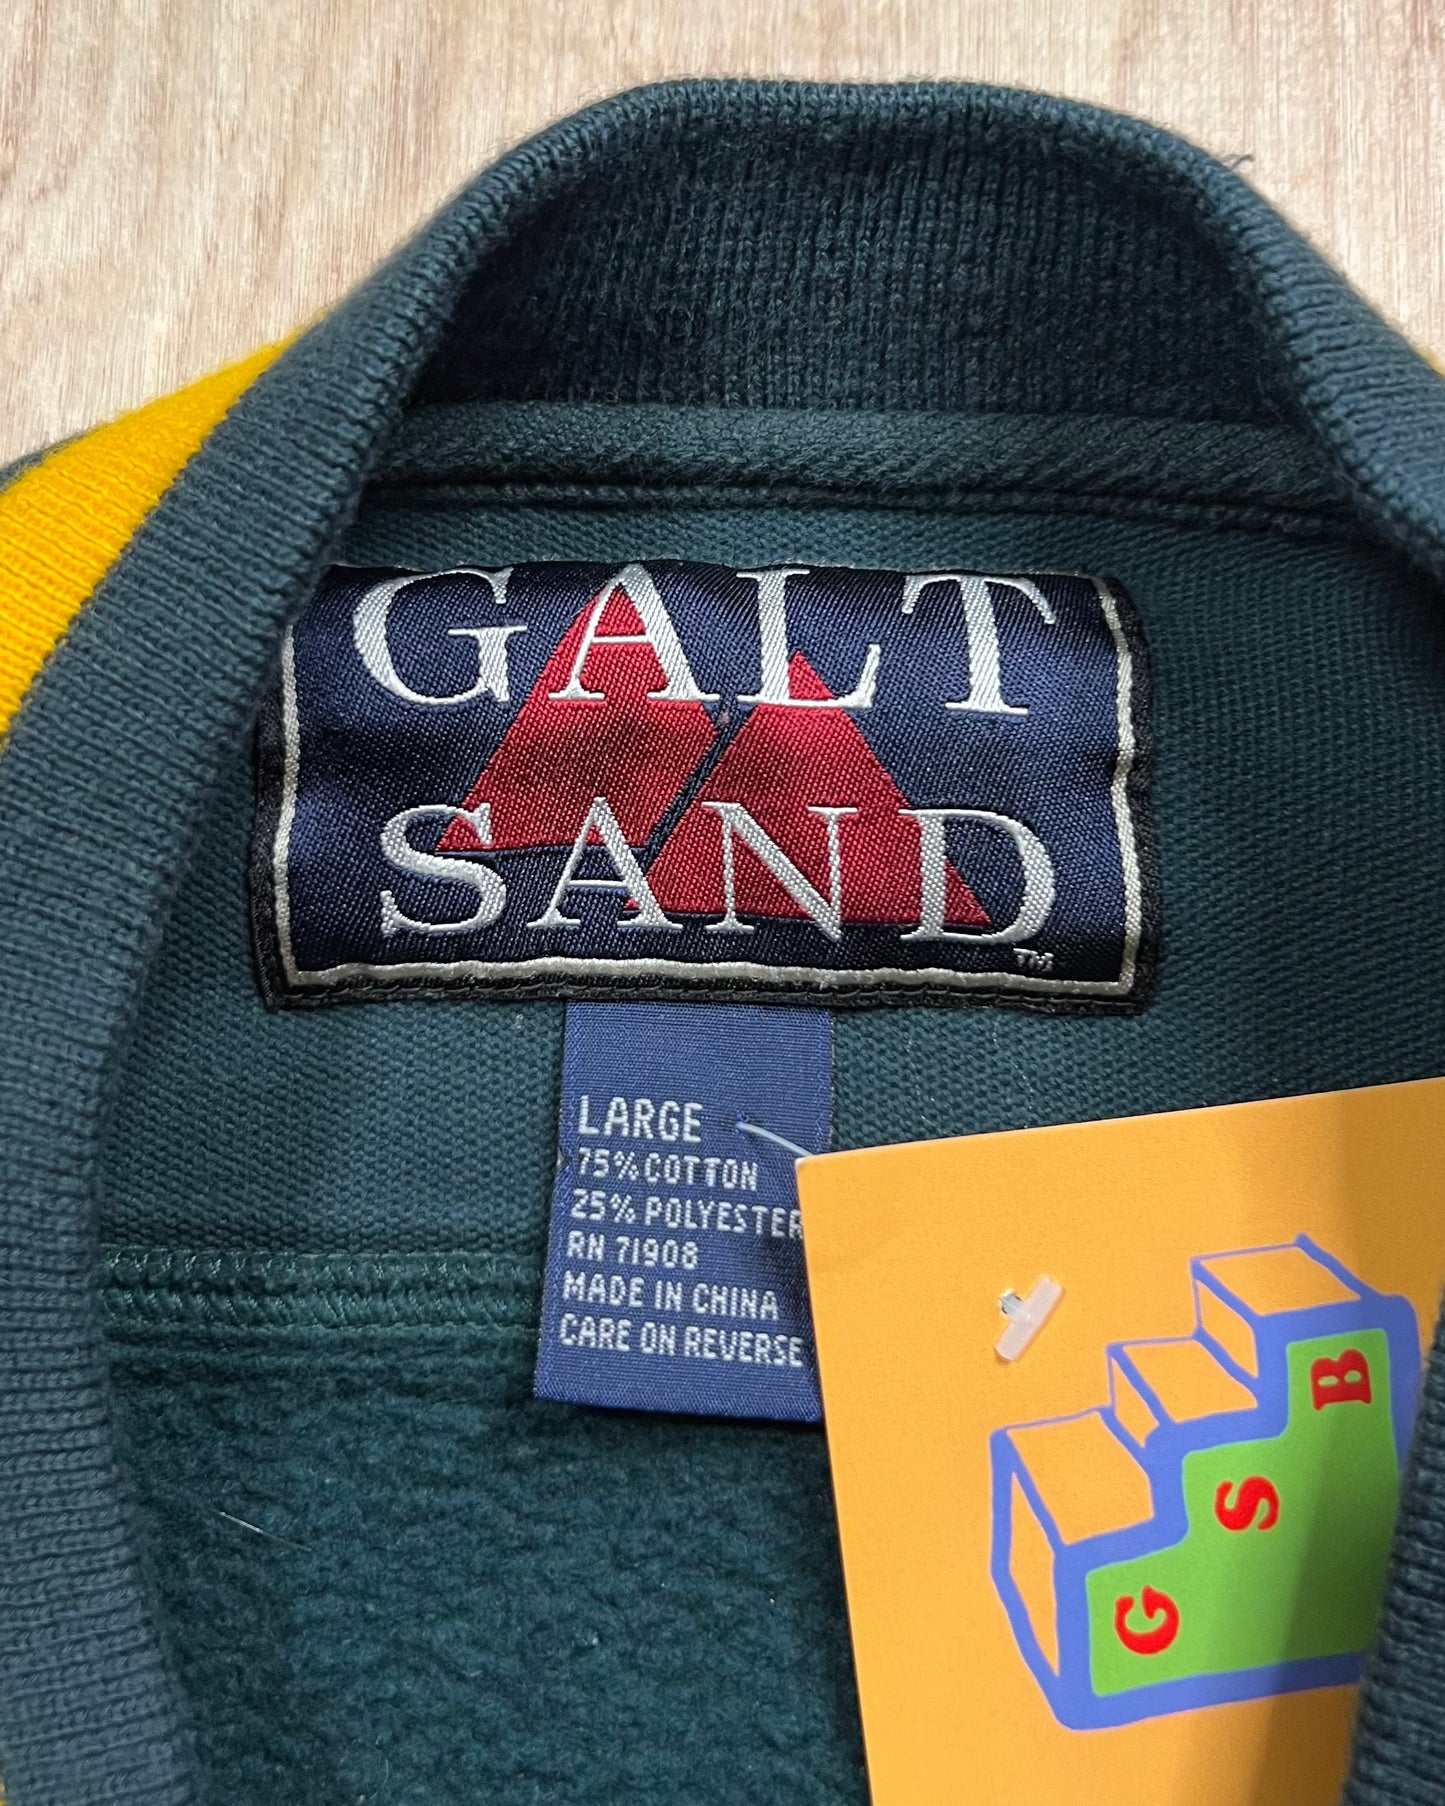 GALT
SAND
™
LARGE
75% COTTON
25% POLYESTER
RN 71908
MADE IN CHINA
CARE ON REVERSE
G S B